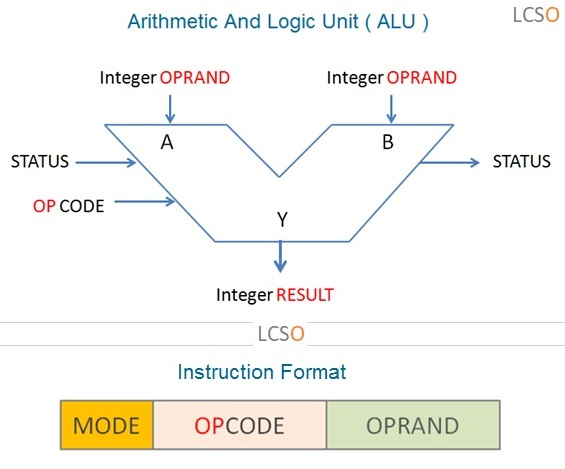 Arithmetic And Logic Unit ( ALU )
LCSO
Integer OPRAND
Integer OPRAND
A
B
STATUS
STATUS
OP CODE
Y
Integer RESULT
LCSO
Instruction Format
MODE
OPCODE
OPRAND